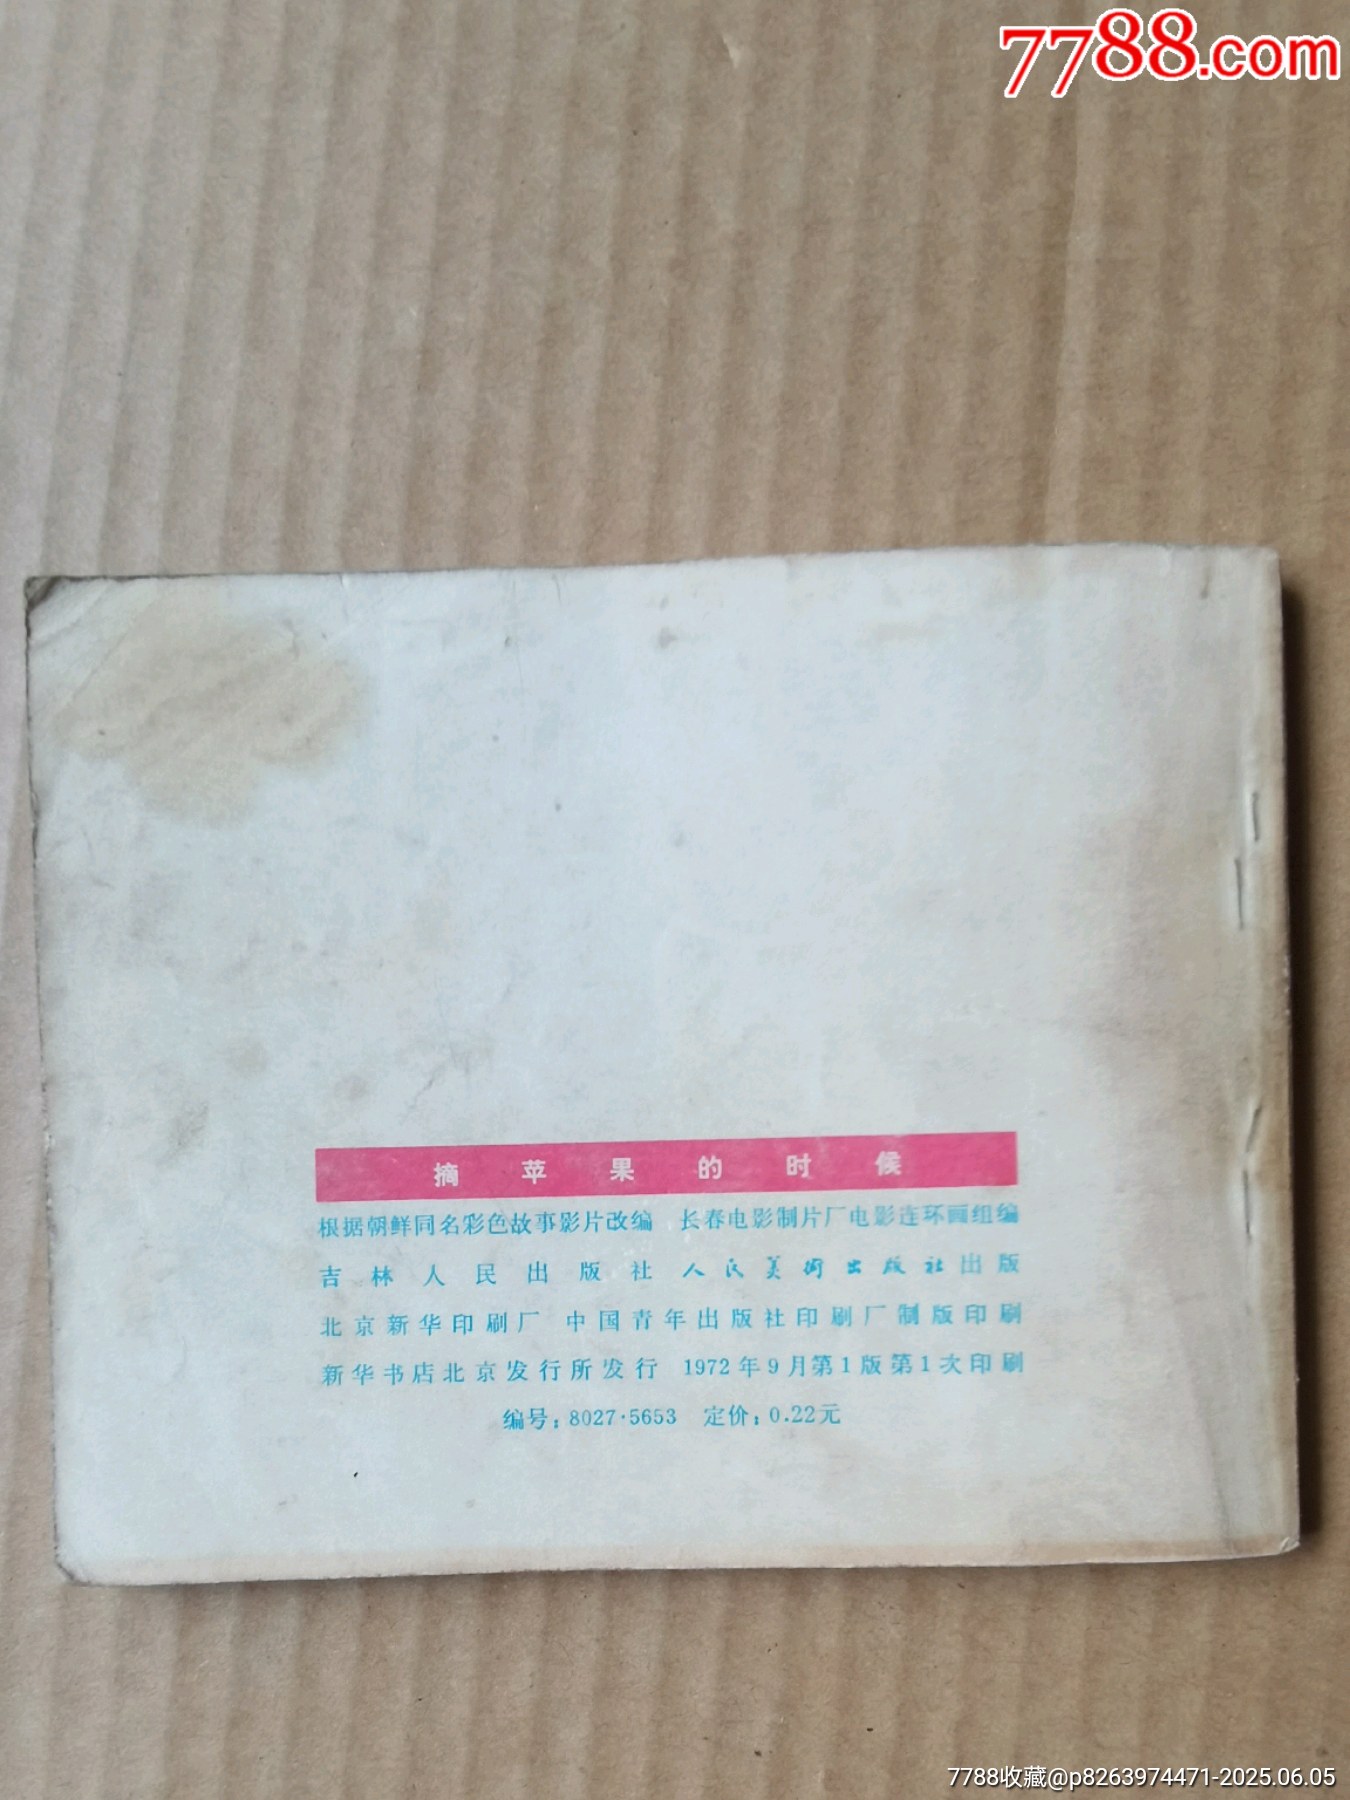 7788.com
摘苹果的时候
根据朝鲜同名彩色故事影片改编 长春电影制片厂电影连环画组编
吉林人民出版社 人民美术出版社出版
北京新华印刷厂 中国青年出版社印刷厂制版印刷
新华书店北京发行所发行 1972年9月第1版第1次印刷
编号：8027·5653 定价：0.22元
7788收藏@p8263974471-2025.06.05